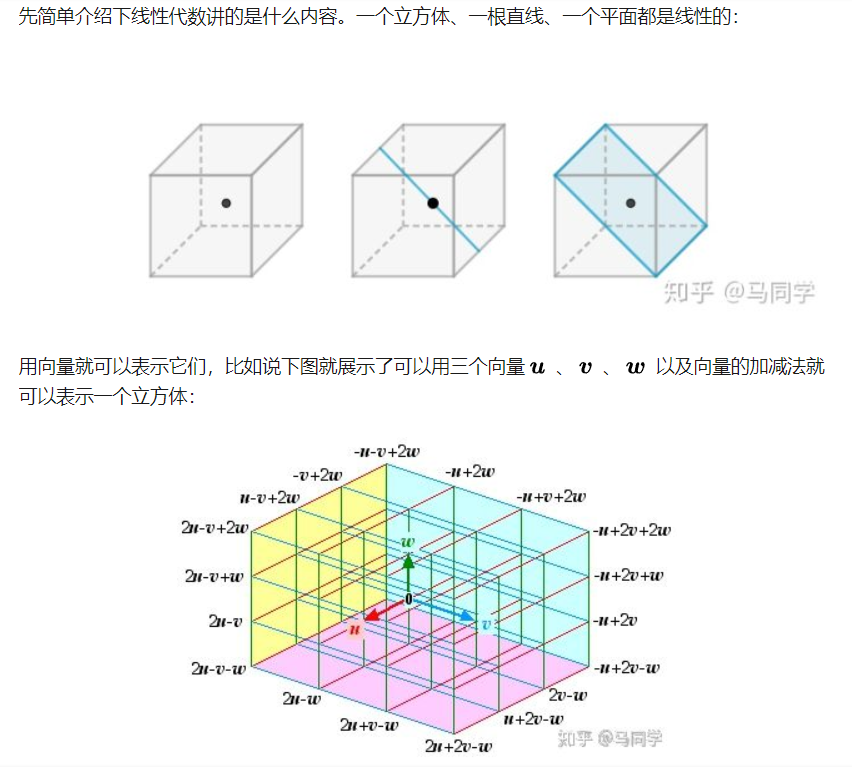 先简单介绍下线性代数讲的是什么内容。一个立方体、一根直线、一个平面都是线性的：
知乎 @马同学
用向量就可以表示它们，比如说下图就展示了可以用三个向量 u 、 v 、 w 以及向量的加减法就
可以表示一个立方体：
-u-v+2w
-v+2w
-u+2w
u-v+2w
-u+v+2w
2u-v+2w
-u+2v+2w
w
2u-v+w
-u+2v+w
0
2u-v
u
v
-u+2v
2u-v-w
-u+2v-w
2u-w
2v-w
2u+v-w
u+2v-w
2u+2v-w
知乎 @马同学